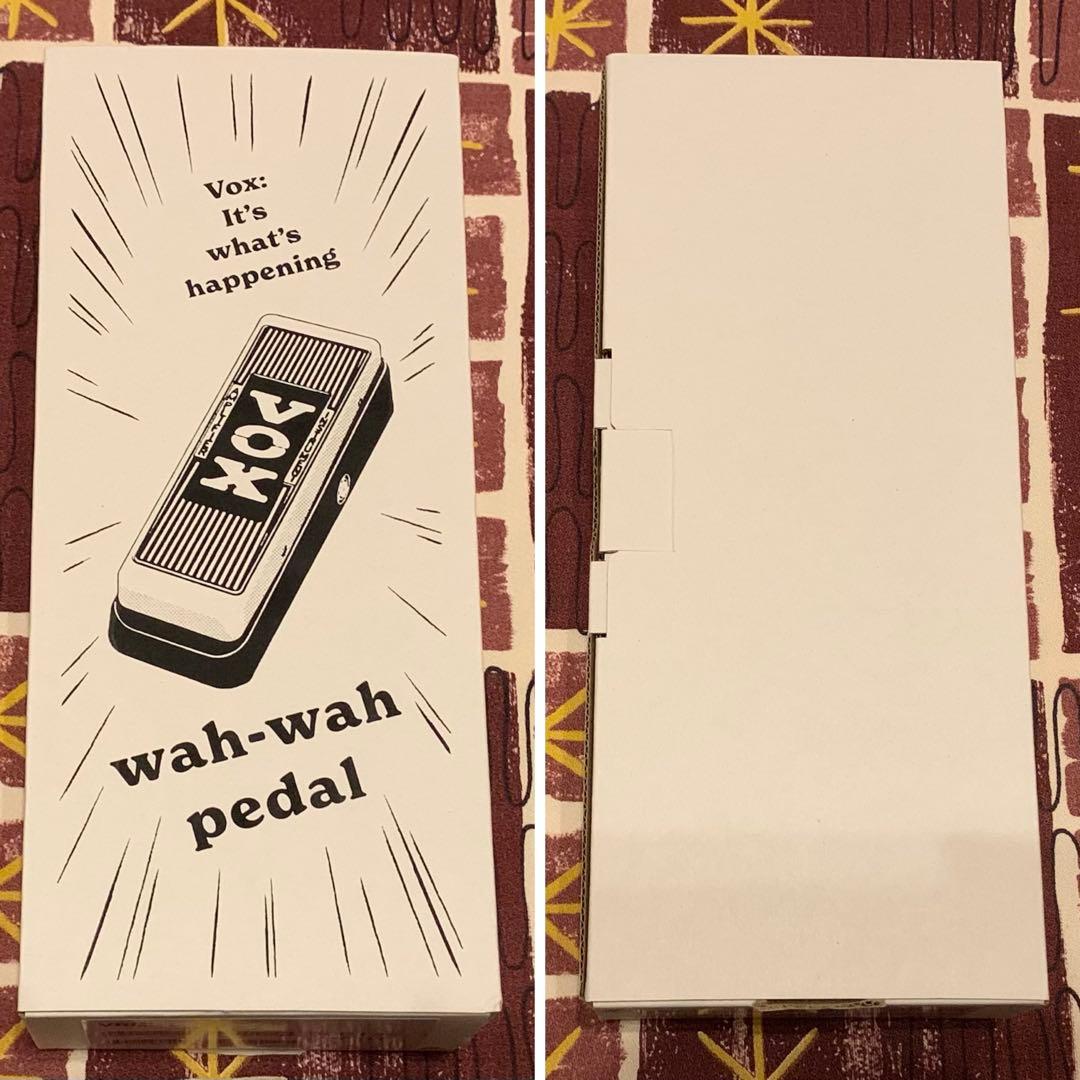 Vox:
It's
what's
happening
VOX
wah-wah
pedal